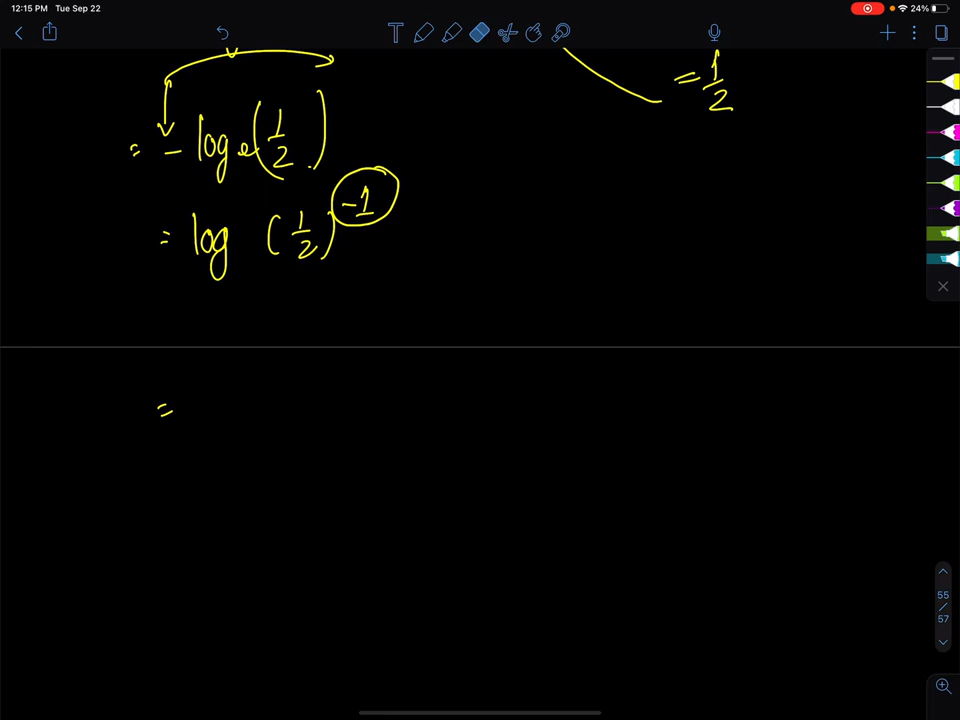 12:15 PM Tue Sep 22
24%
= 1/2
= - log e (1/2)
= log (1/2)^-1
=
55
/
57